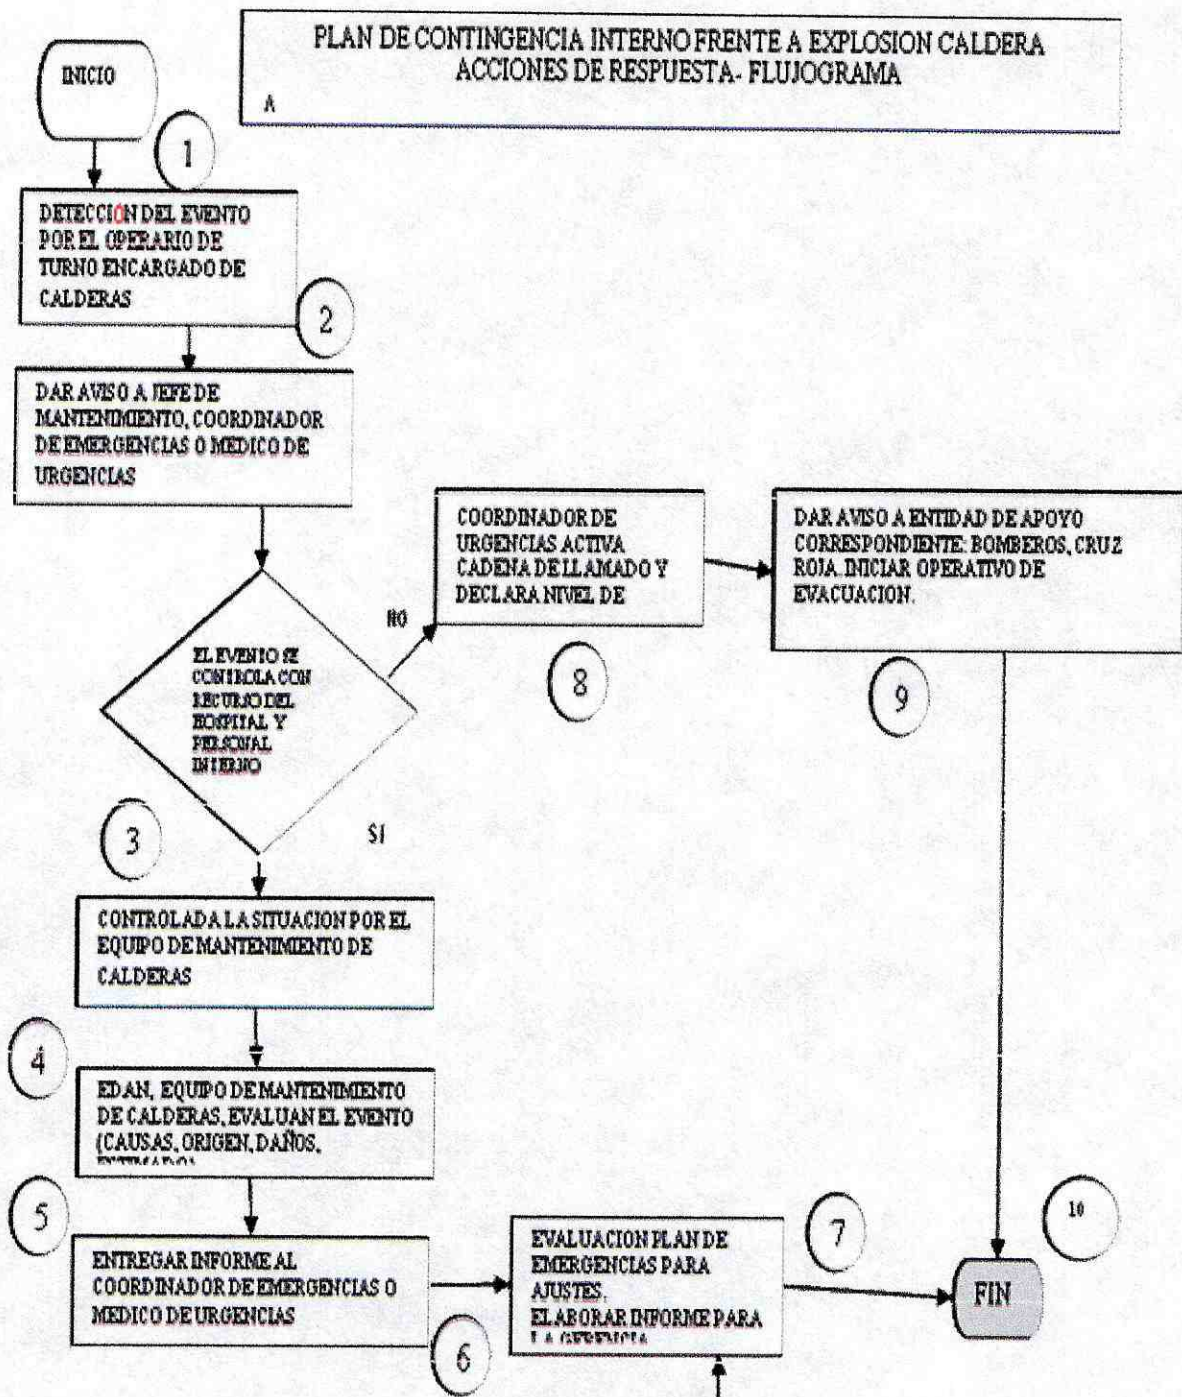 PLAN DE CONTINGENCIA INTERNO FRENTE A EXPLOSION CALDERA
ACCIONES DE RESPUESTA- FLUJOGRAMA
A
INICIO
1
DETECCIÓN DEL EVENTO
POR EL OPERARIO DE
TURNO ENCARGADO DE
CALDERAS
2
DAR AVISO A JEFE DE
MANTENIMIENTO, COORDINADOR
DE EMERGENCIAS O MEDICO DE
URGENCIAS
EL EVENTO SE
CONTROLA CON
RECURSO DEL
HOSPITAL Y
PERSONAL
INTERNO
NO
SI
3
COORDINADOR DE
URGENCIAS ACTIVA
CADENA DE LLAMADO Y
DECLARA NIVEL DE
8
DAR AVISO A ENTIDAD DE APOYO
CORRESPONDIENTE: BOMBEROS, CRUZ
ROJA. INICIAR OPERATIVO DE
EVACUACION.
9
CONTROLADA LA SITUACION POR EL
EQUIPO DE MANTENIMIENTO DE
CALDERAS
4
EDAN, EQUIPO DE MANTENIMIENTO
DE CALDERAS, EVALUAN EL EVENTO
(CAUSAS, ORIGEN, DAÑOS,
5
ENTREGAR INFORME AL
COORDINADOR DE EMERGENCIAS O
MEDICO DE URGENCIAS
6
EVALUACION PLAN DE
EMERGENCIAS PARA
AJUSTES.
ELABORAR INFORME PARA
LA GERENCIA
7
10
FIN